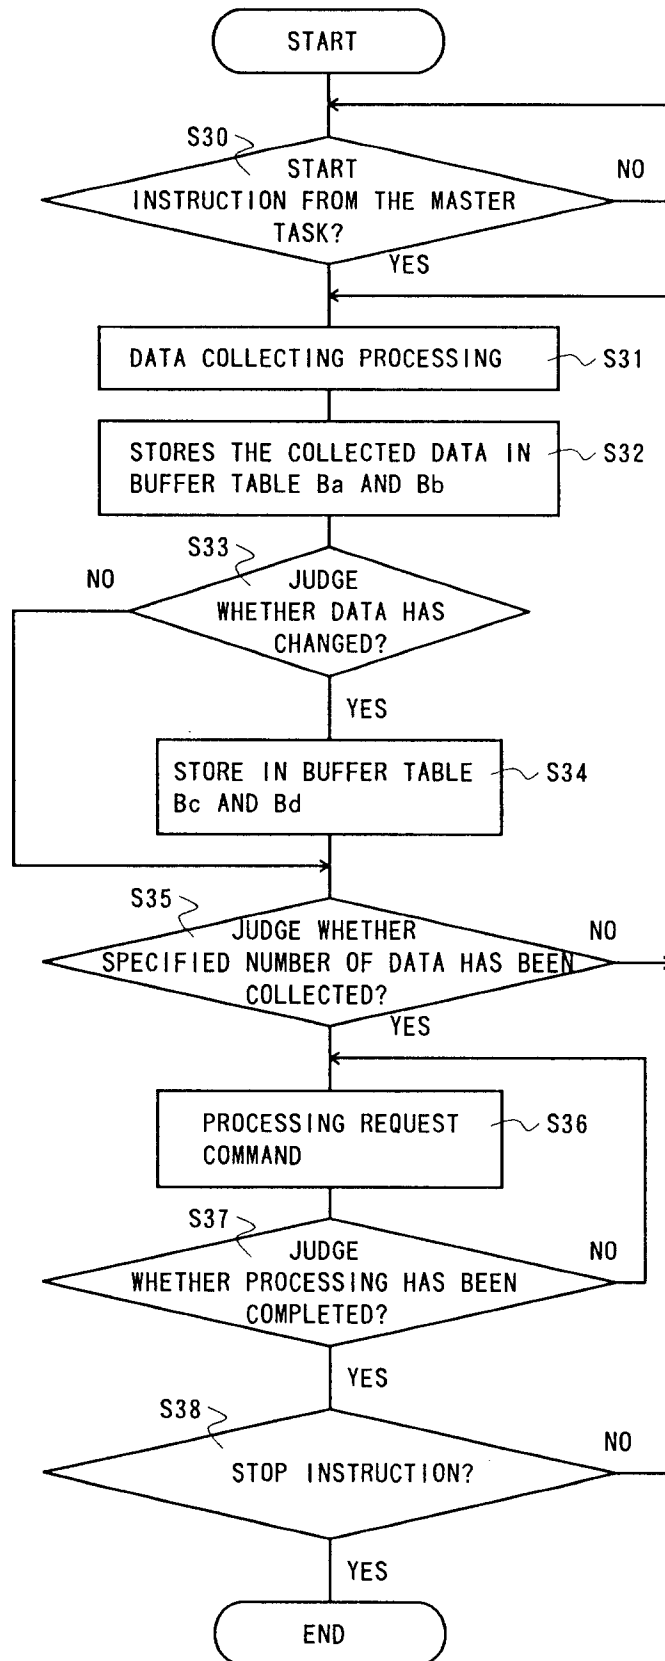 START
S30
START
NO
INSTRUCTION FROM THE MASTER
TASK?
YES
DATA COLLECTING PROCESSING
S31
STORES THE COLLECTED DATA IN
S32
BUFFER TABLE Ba AND Bb
S33
NO
JUDGE
WHETHER DATA HAS
CHANGED?
YES
STORE IN BUFFER TABLE
S34
Bc AND Bd
S35
JUDGE WHETHER
NO
SPECIFIED NUMBER OF DATA HAS BEEN
COLLECTED?
YES
PROCESSING REQUEST
S36
COMMAND
S37
JUDGE
NO
WHETHER PROCESSING HAS BEEN
COMPLETED?
YES
S38
NO
STOP INSTRUCTION?
YES
END